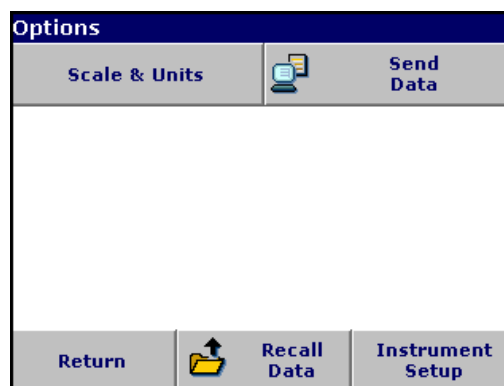 Options
Scale & Units
Send
Data
Return
Recall
Data
Instrument
Setup